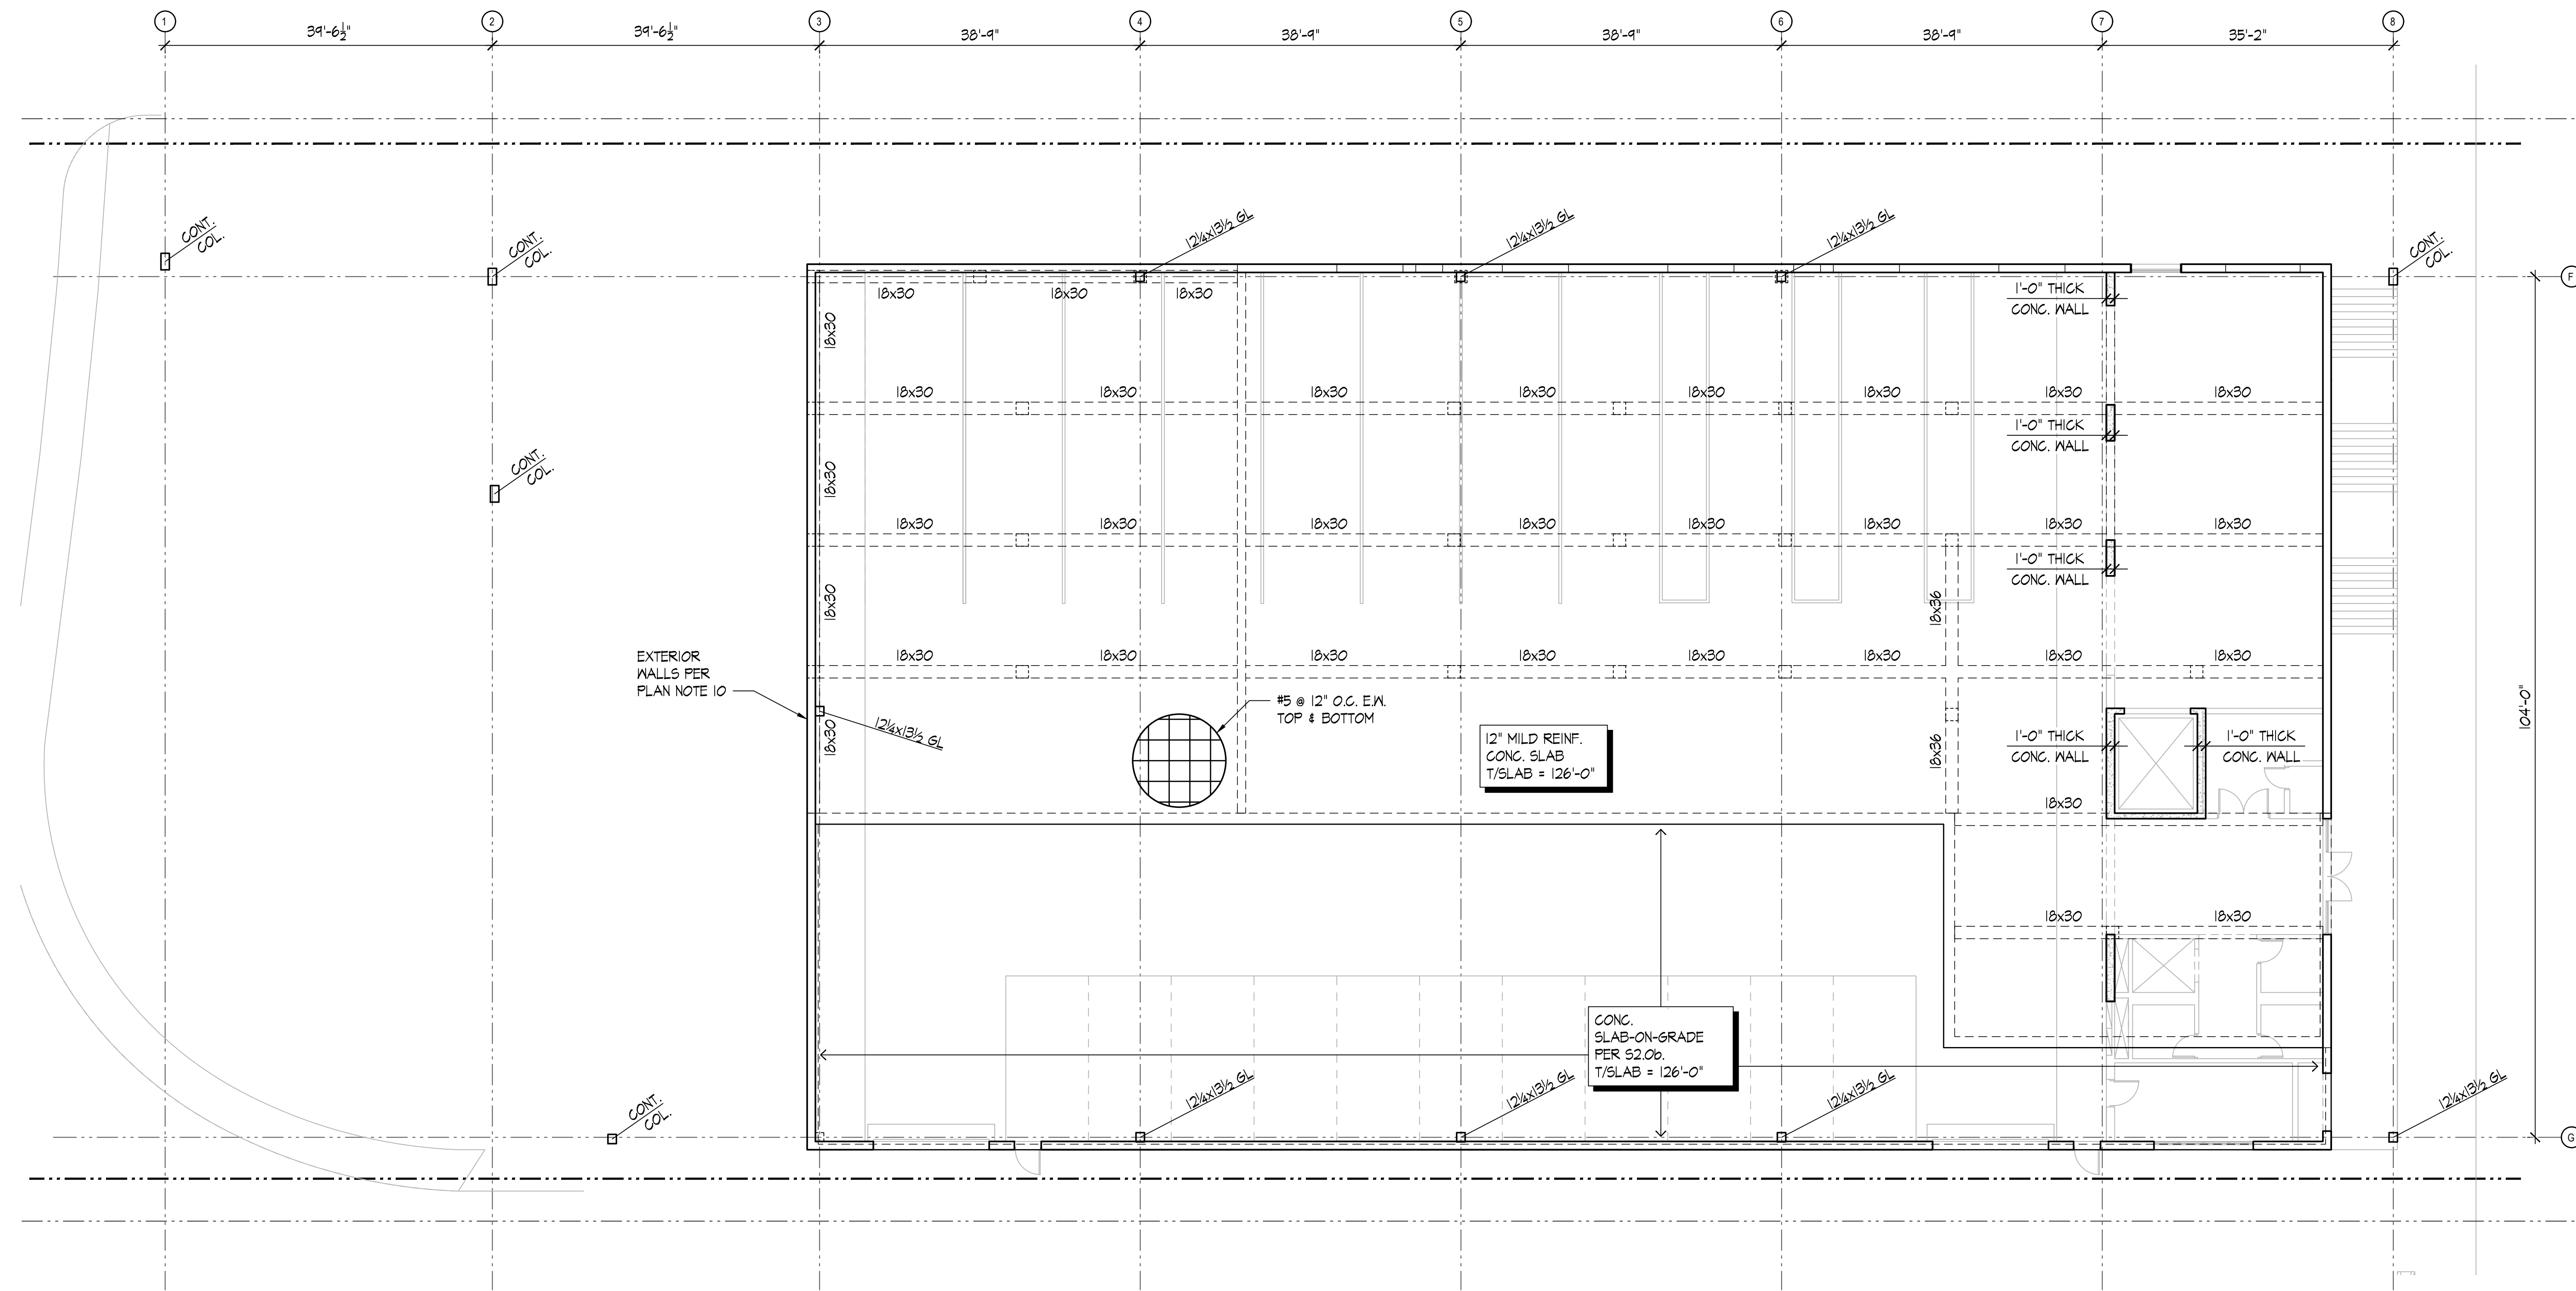 1 2 3 4 5 6 7 8
39'-6½" 39'-6½" 38'-9" 38'-9" 38'-9" 38'-9" 35'-2"
CONT.
COL.
CONT.
COL.
12¼x13½ GL
12¼x13½ GL
12¼x13½ GL
CONT.
COL.
F
18x30 18x30 18x30
1'-0" THICK
CONC. WALL
18x30
18x30 18x30 18x30 18x30 18x30 18x30 18x30 18x30
1'-0" THICK
CONC. WALL
CONT.
COL.
18x30
18x30 18x30 18x30 18x30 18x30 18x30 18x30 18x30
1'-0" THICK
CONC. WALL
18x30
18x36
18x30 18x30 18x30 18x30 18x30 18x30 18x30 18x30
EXTERIOR
WALLS PER
PLAN NOTE 10
12¼x13½ GL
18x30
#5 @ 12" O.C. E.W.
TOP & BOTTOM
12" MILD REINF.
CONC. SLAB
T/SLAB = 126'-0"
18x36
1'-0" THICK
CONC. WALL
1'-0" THICK
CONC. WALL
104'-0"
18x30
18x30 18x30
CONC.
SLAB-ON-GRADE
PER S2.0b.
T/SLAB = 126'-0"
CONT.
COL.
12¼x13½ GL
12¼x13½ GL
12¼x13½ GL
12¼x13½ GL
G